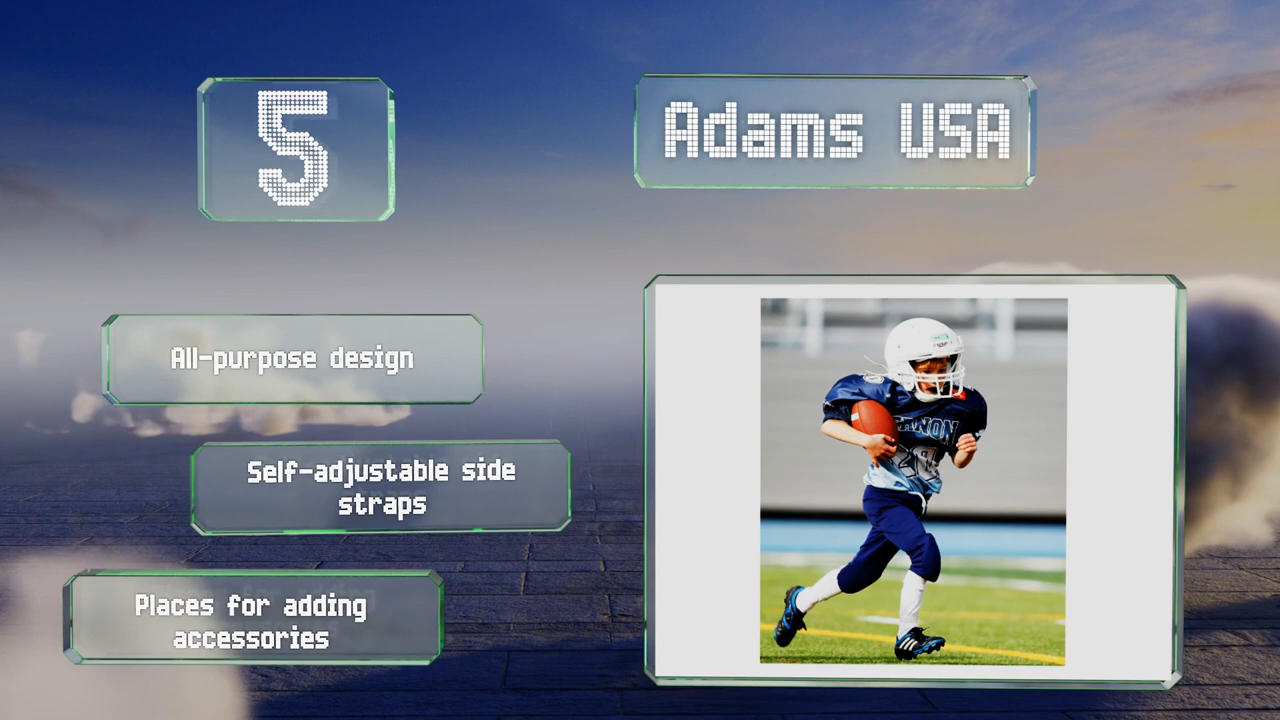 5
Adams USA
All-purpose design
Self-adjustable side
straps
Places for adding
accessories